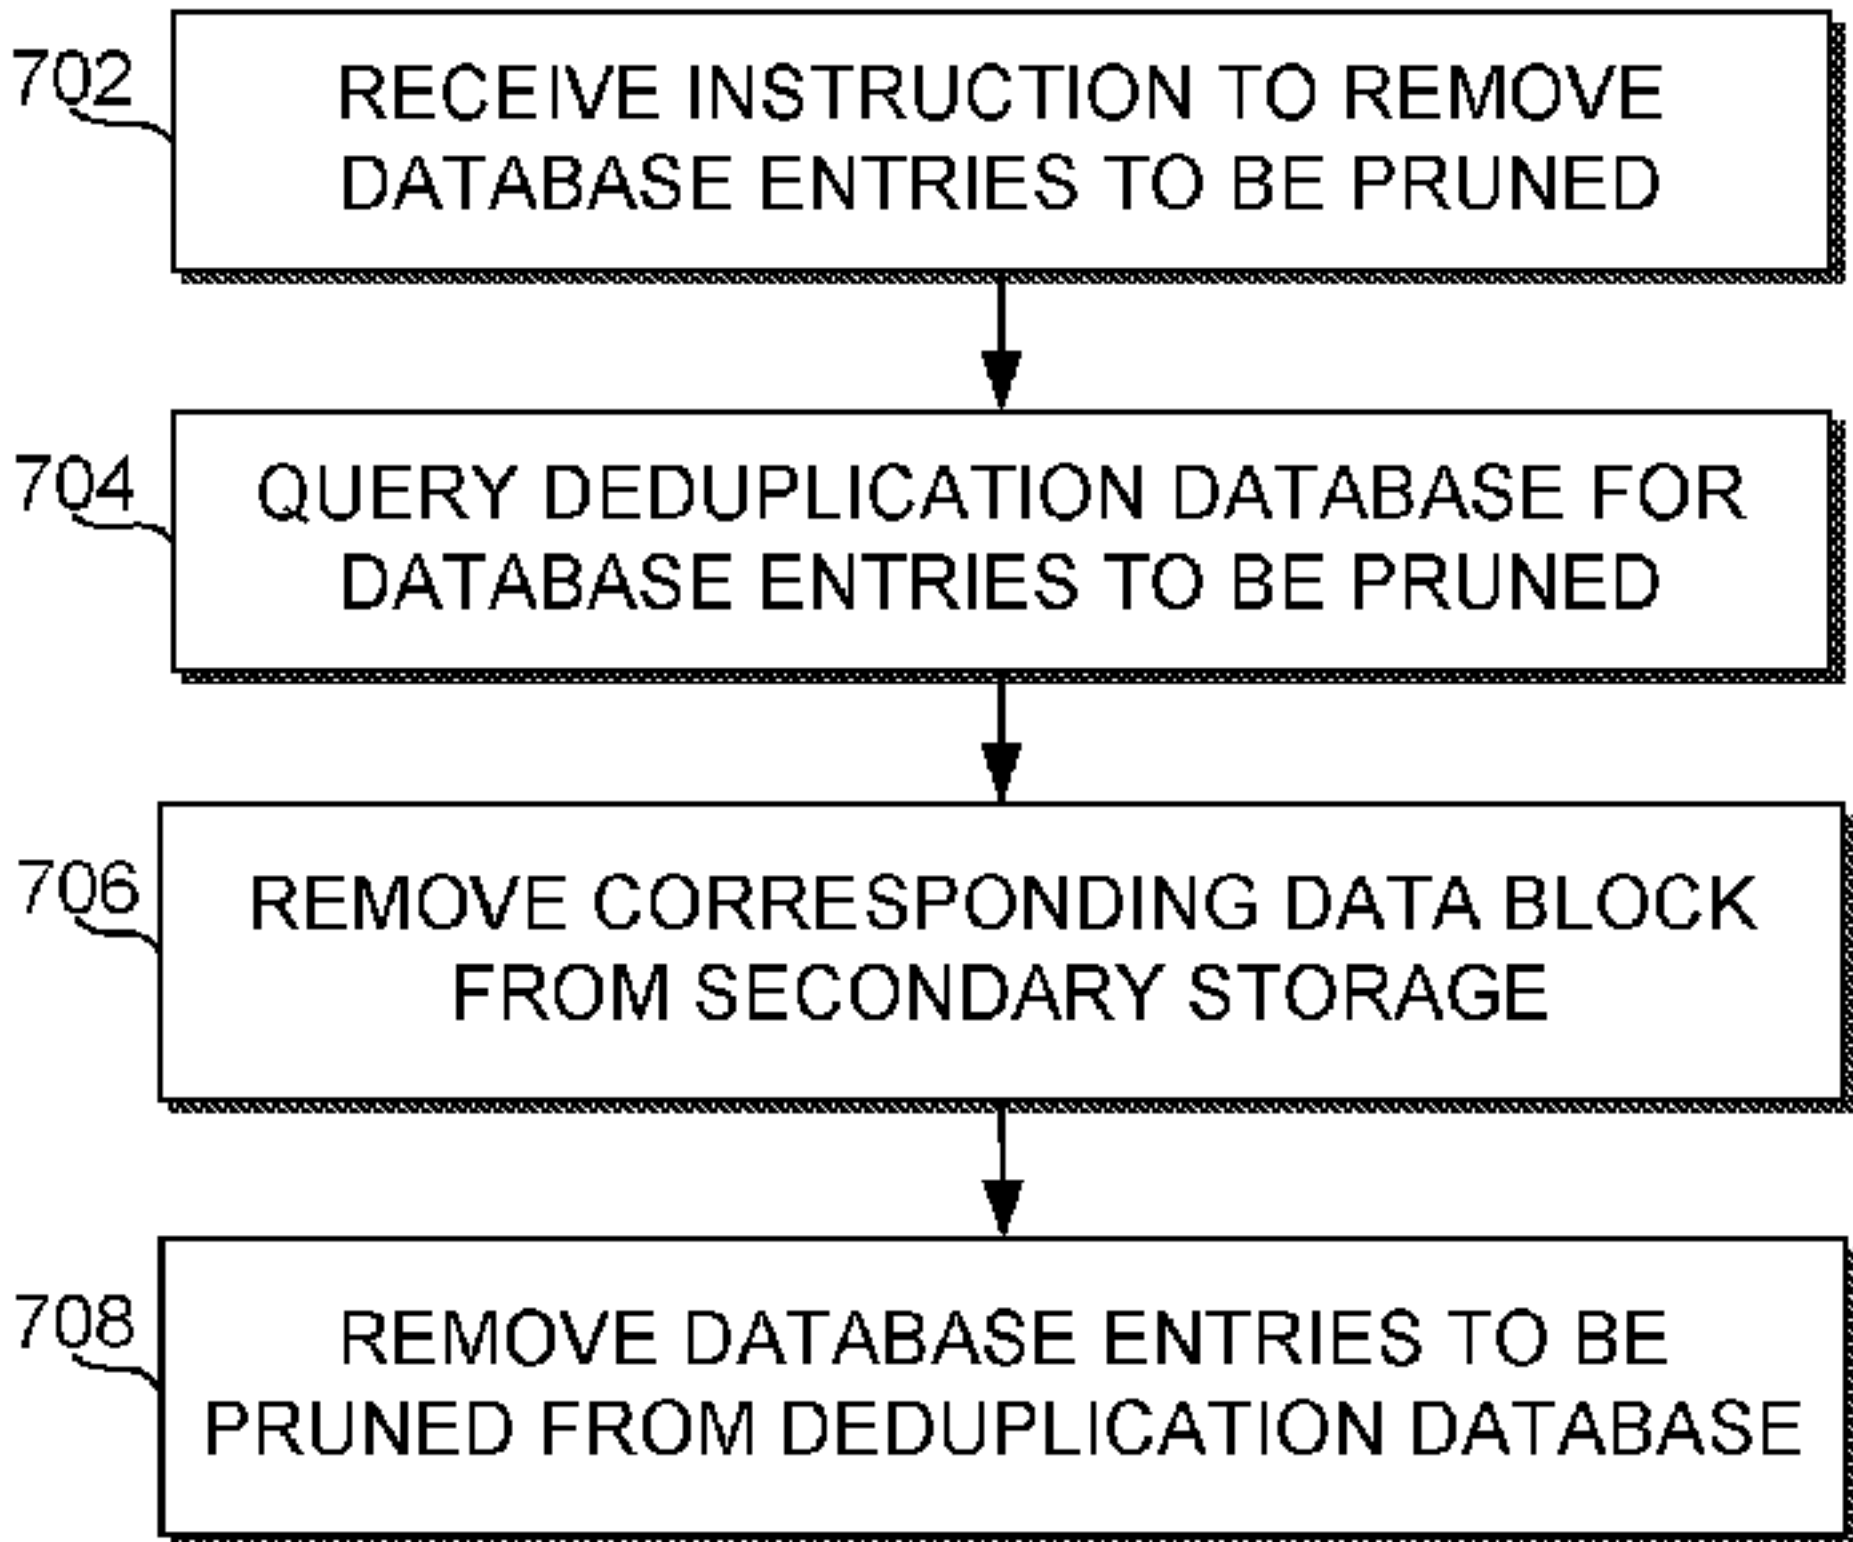 702
RECEIVE INSTRUCTION TO REMOVE
DATABASE ENTRIES TO BE PRUNED
704
QUERY DEDUPLICATION DATABASE FOR
DATABASE ENTRIES TO BE PRUNED
706
REMOVE CORRESPONDING DATA BLOCK
FROM SECONDARY STORAGE
708
REMOVE DATABASE ENTRIES TO BE
PRUNED FROM DEDUPLICATION DATABASE